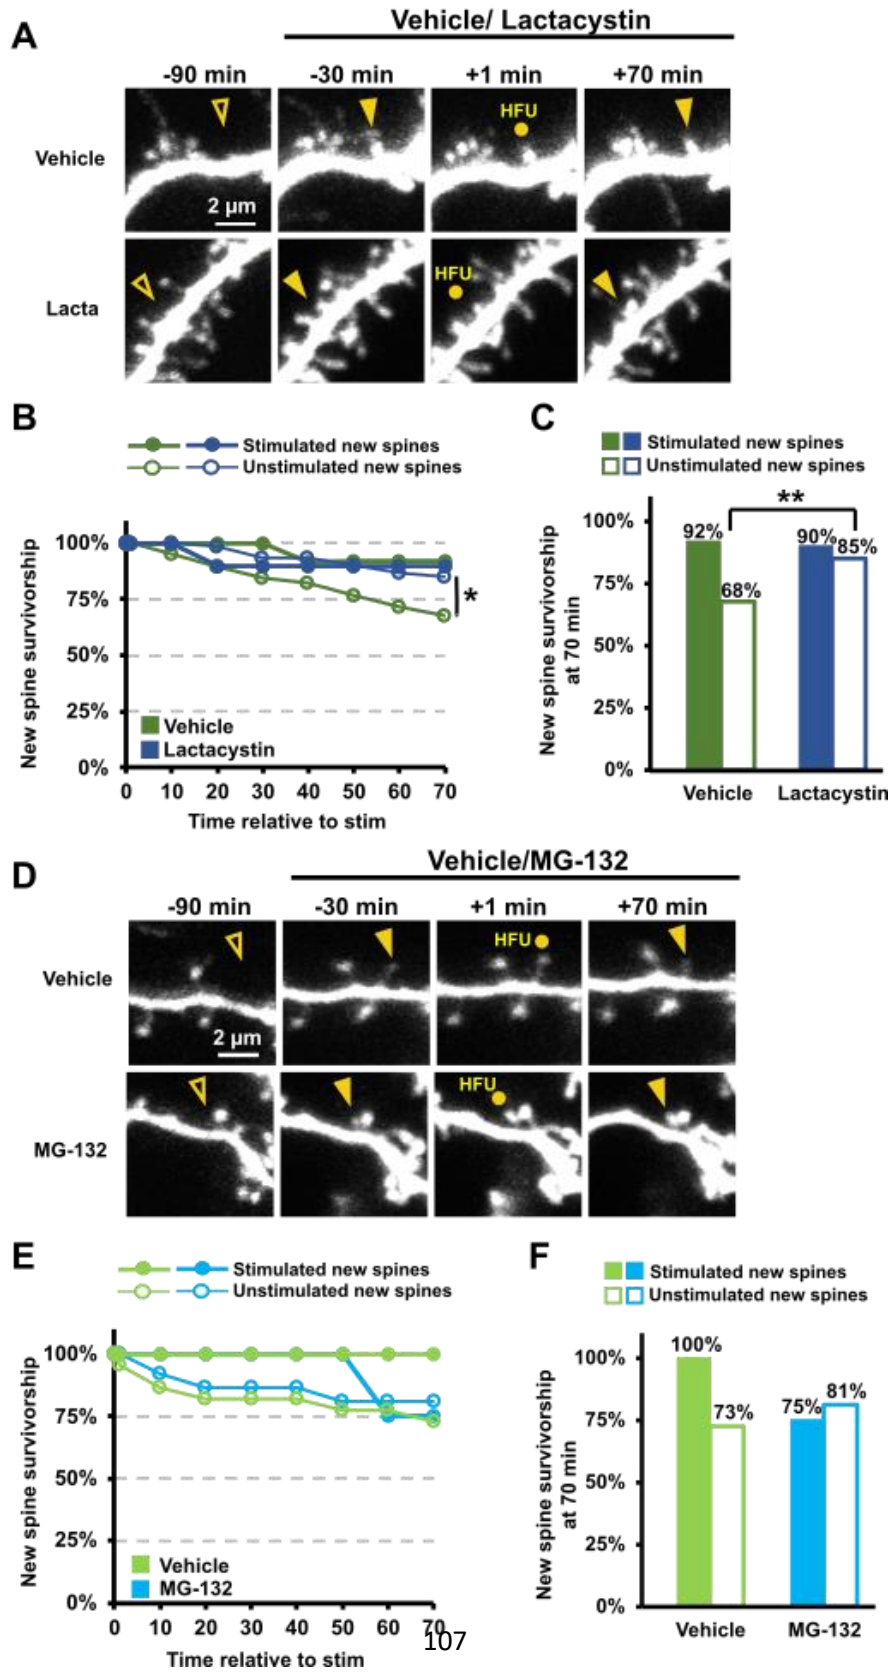 A
Vehicle/ Lactacystin
-90 min -30 min +1 min +70 min
Vehicle
HFU
2 µm
Lacta
HFU
B
Stimulated new spines
Unstimulated new spines
New spine survivorship
100%
75%
50%
25%
0%
*
Vehicle
Lactacystin
0 10 20 30 40 50 60 70
Time relative to stim
C
Stimulated new spines
Unstimulated new spines
New spine survivorship
at 70 min
100%
75%
50%
25%
0%
**
92% 68% 90% 85%
Vehicle Lactacystin
D
Vehicle/MG-132
-90 min -30 min +1 min +70 min
Vehicle
HFU
2 µm
MG-132
HFU
E
Stimulated new spines
Unstimulated new spines
New spine survivorship
100%
75%
50%
25%
0%
Vehicle
MG-132
0 10 20 30 40 50 60 70
Time relative to stim
F
Stimulated new spines
Unstimulated new spines
New spine survivorship
at 70 min
100%
75%
50%
25%
0%
100% 73% 75% 81%
Vehicle MG-132
107